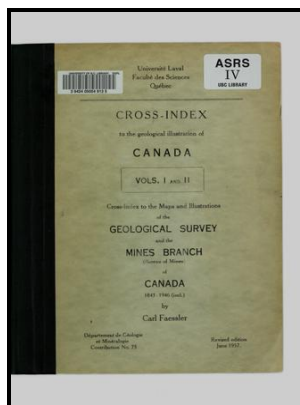 Université Laval
Faculté des Sciences
Québec
ASRS
IV
UBC LIBRARY
CROSS-INDEX
to the geological illustration of
CANADA
VOLS. I AND II
Cross-index to the Maps and Illustrations
of the
GEOLOGICAL SURVEY
and the
MINES BRANCH
(Bureau of Mines)
of
CANADA
1843-1946 (incl.)
by
Carl Faessler
Département de Géologie
et Minéralogie
Contribution No. 75
Revised edition
June 1957.